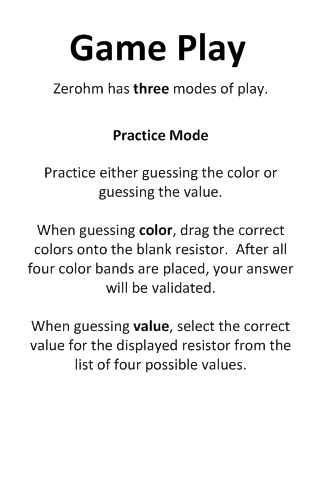 Game Play
Zerohm has three modes of play.
Practice Mode
Practice either guessing the color or
guessing the value.
When guessing color, drag the correct
colors onto the blank resistor.  After all
four color bands are placed, your answer
will be validated.
When guessing value, select the correct
value for the displayed resistor from the
list of four possible values.